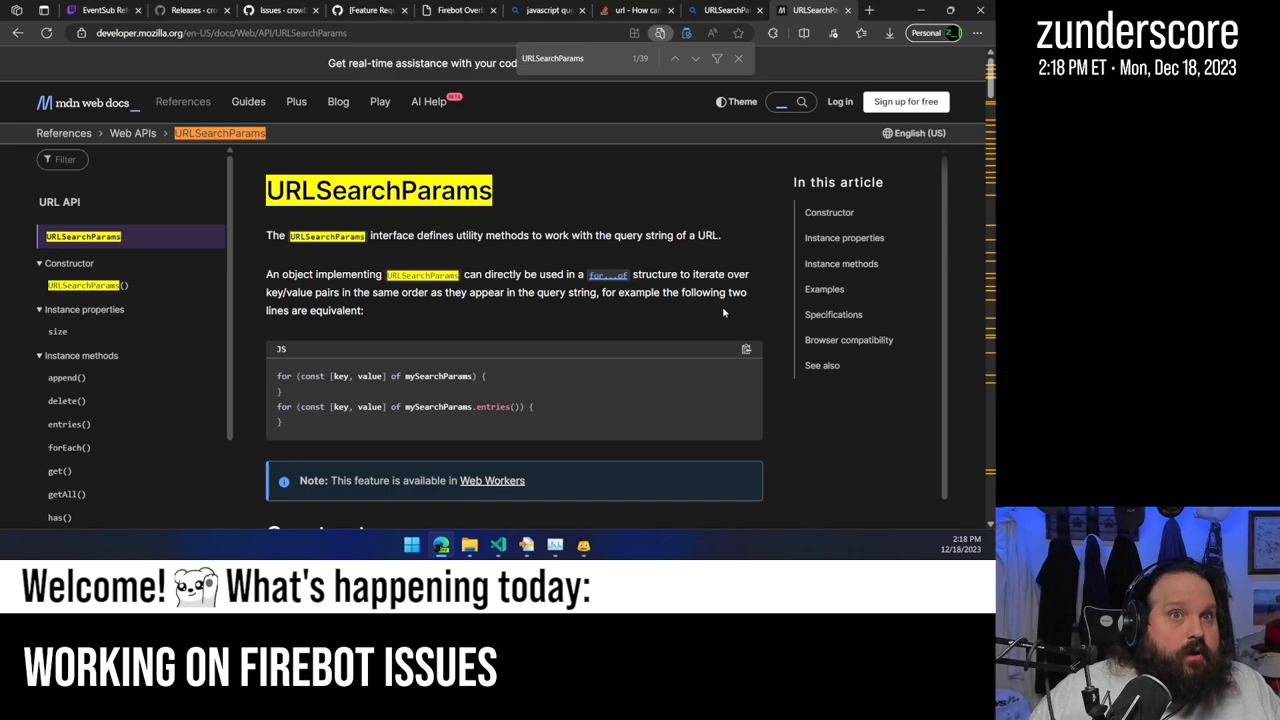 EventSub Ref
Releases - crow
Issues - crowl
[Feature Requ
Firebot Overl
javascript que
url - How can
URLSearchPar
URLSearchPar
developer.mozilla.org/en-US/docs/Web/API/URLSearchParams
Personal
Get real-time assistance with your cod
URLSearchParams
1/39
mdn web docs_
References
Guides
Plus
Blog
Play
AI Help
BETA
Theme
Log in
Sign up for free
References
Web APIs
URLSearchParams
English (US)
Filter
URL API
URLSearchParams
Constructor
URLSearchParams()
Instance properties
size
Instance methods
append()
delete()
entries()
forEach()
get()
getAll()
has()
URLSearchParams
The URLSearchParams interface defines utility methods to work with the query string of a URL.
An object implementing URLSearchParams can directly be used in a for...of structure to iterate over
key/value pairs in the same order as they appear in the query string, for example the following two
lines are equivalent:
JS
for (const [key, value] of mySearchParams) {
}
for (const [key, value] of mySearchParams.entries()) {
}
Note: This feature is available in Web Workers
In this article
Constructor
Instance properties
Instance methods
Examples
Specifications
Browser compatibility
See also
2:18 PM
12/18/2023
zunderscore
2:18 PM ET • Mon, Dec 18, 2023
Welcome! What's happening today:
WORKING ON FIREBOT ISSUES